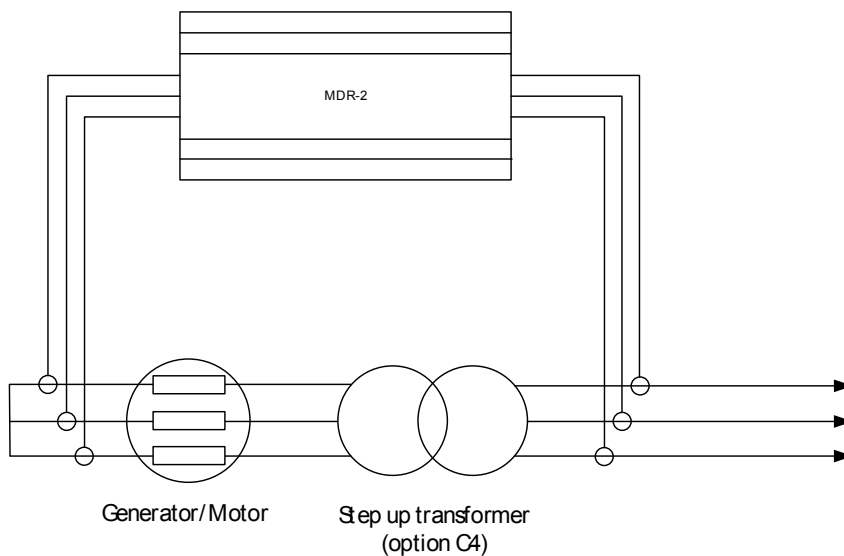 MDR-2
Generator/Motor
Step up transformer
(option C4)